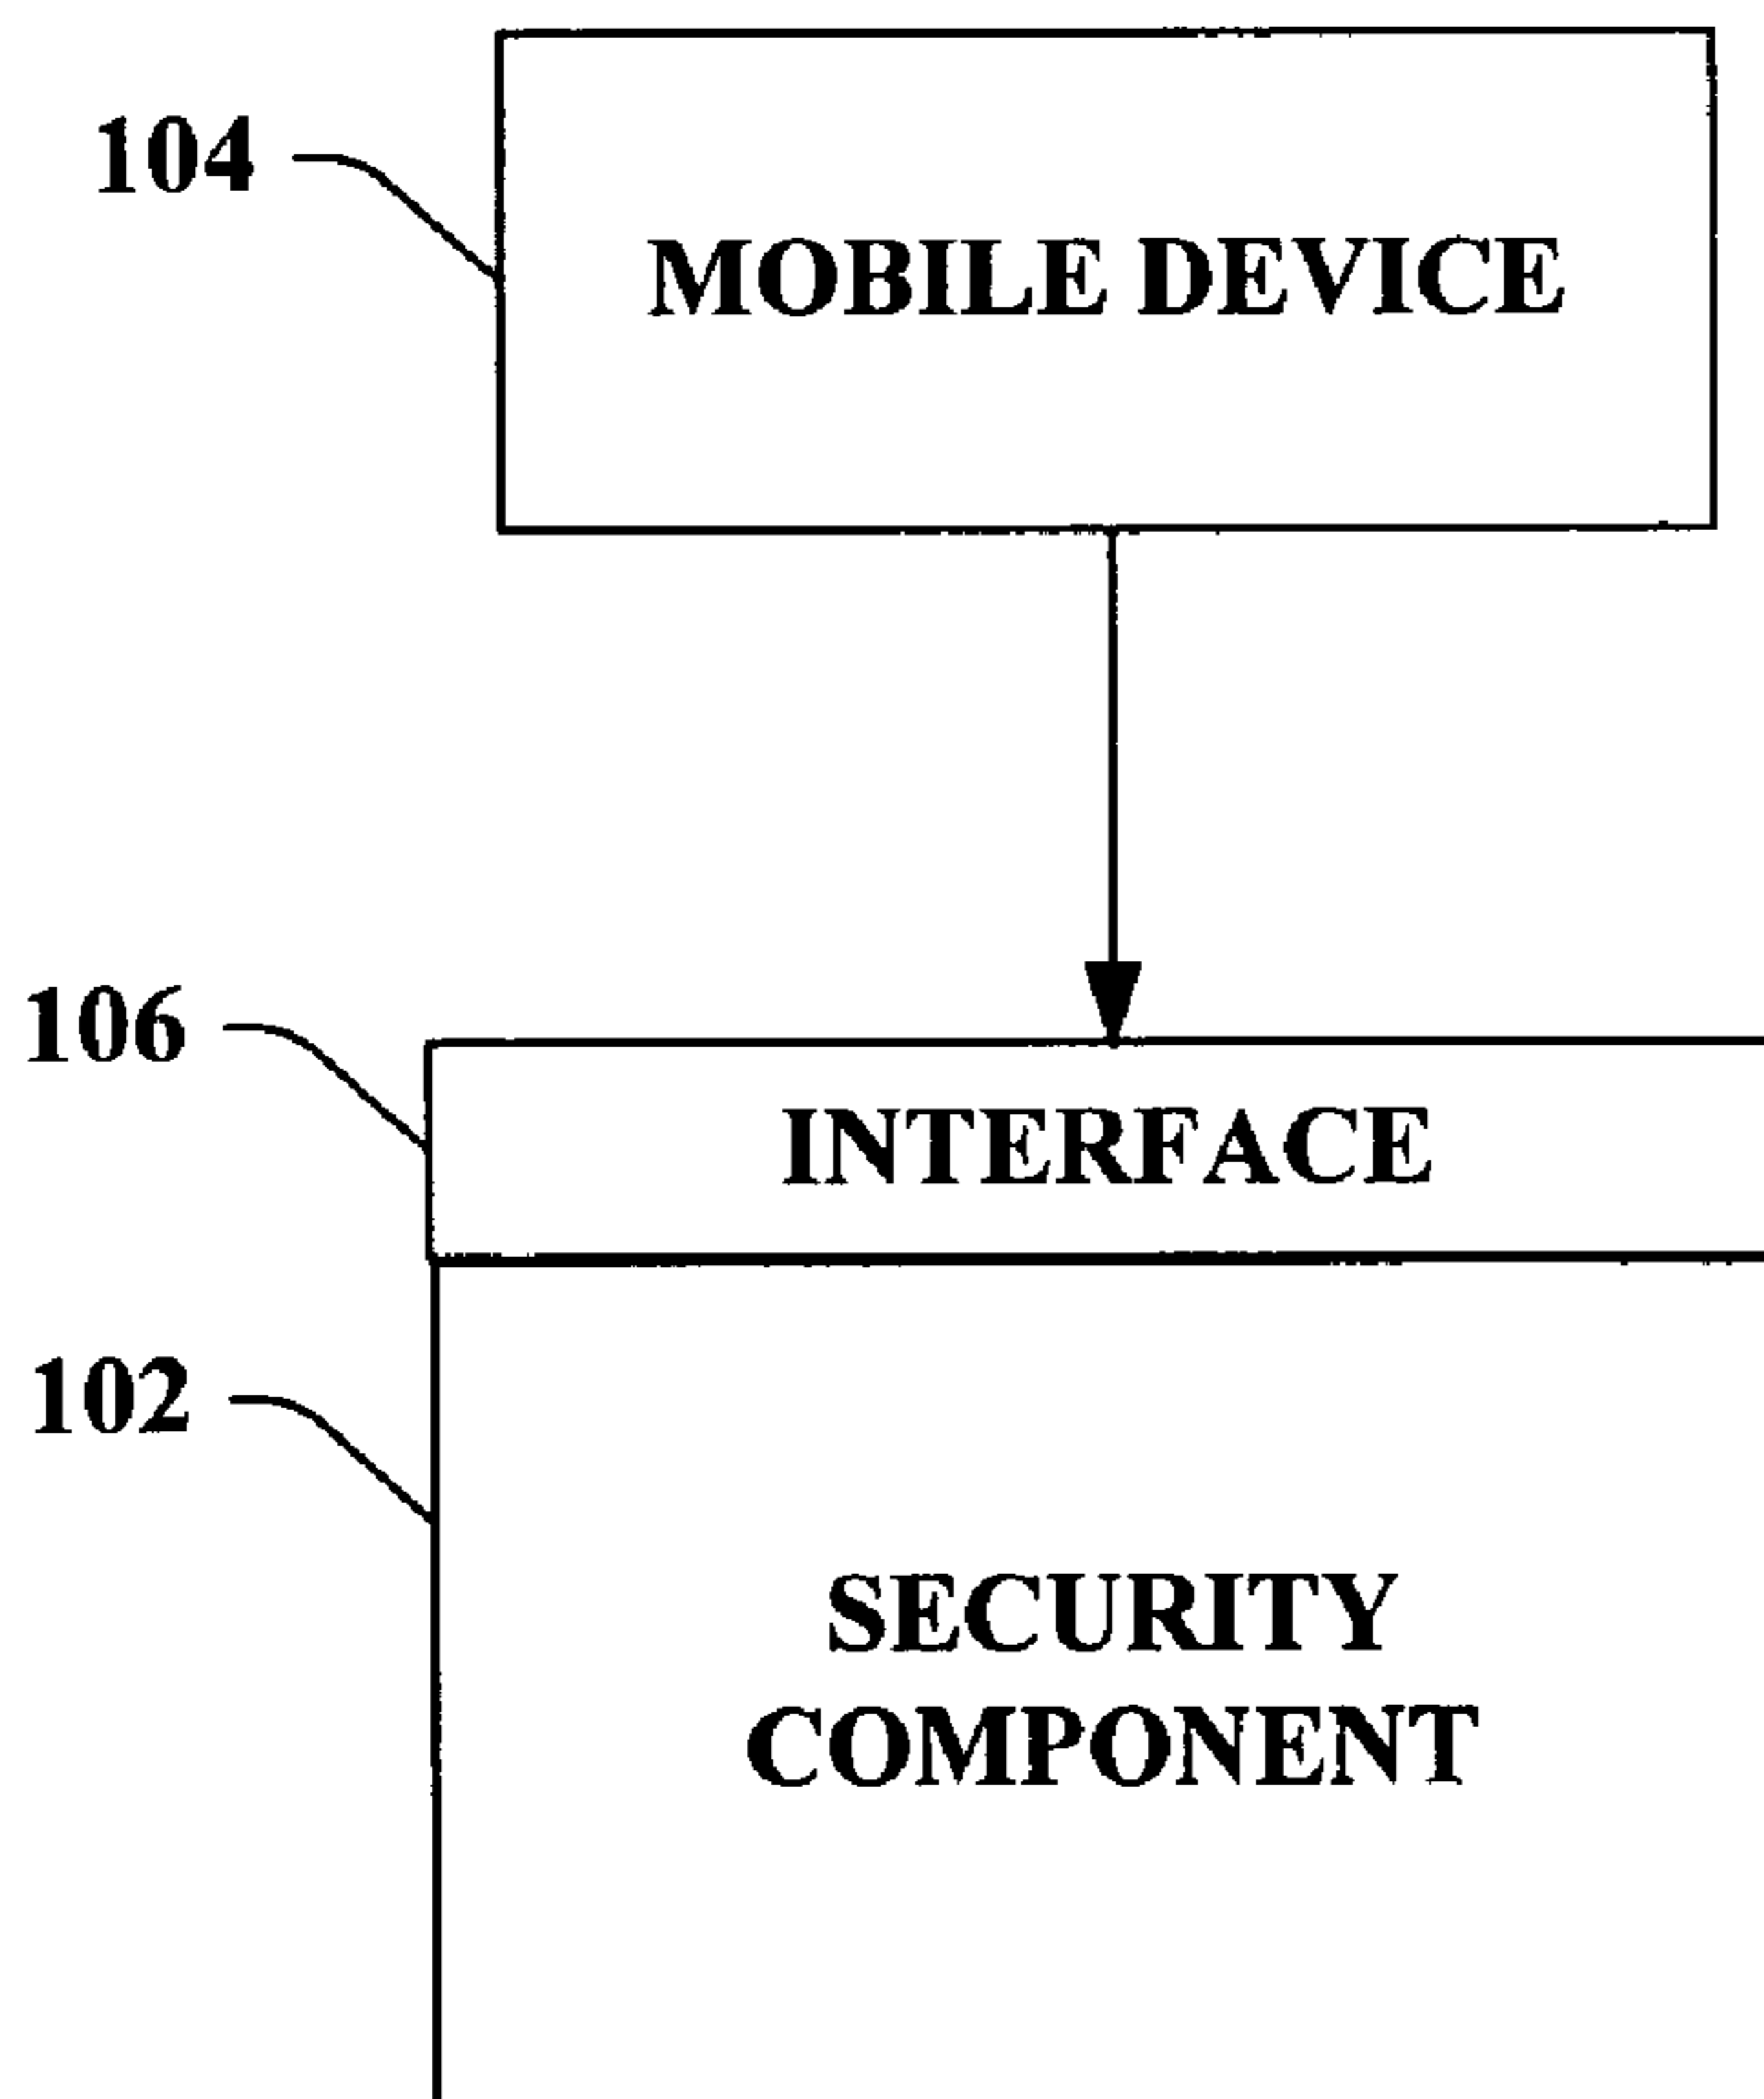 104
MOBILE DEVICE
106
INTERFACE
102
SECURITY
COMPONENT